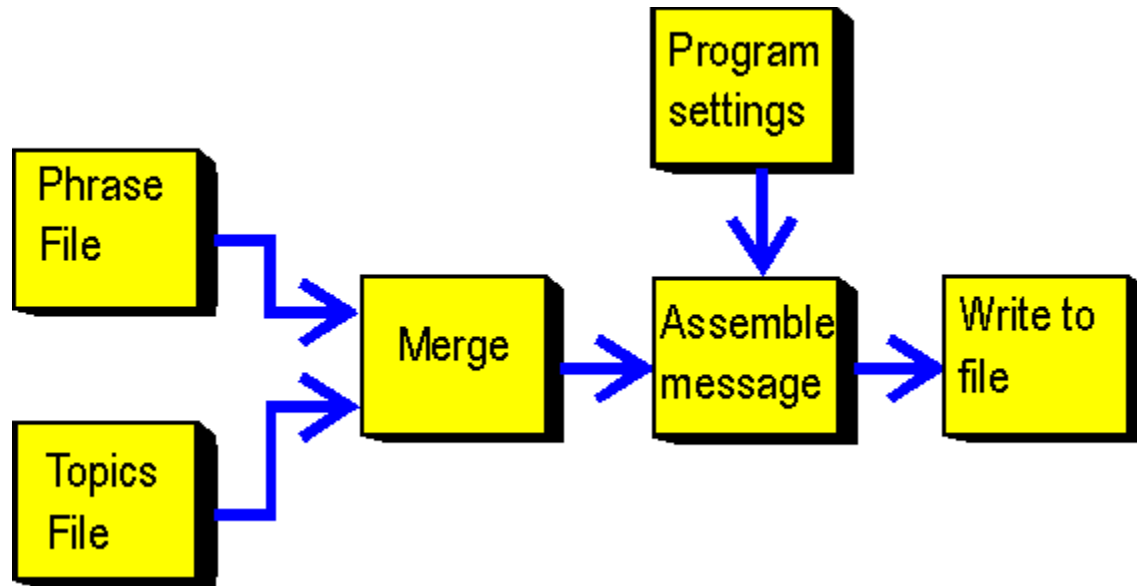 Program
settings
Phrase
File
Merge
Assemble
message
Write to
file
Topics
File